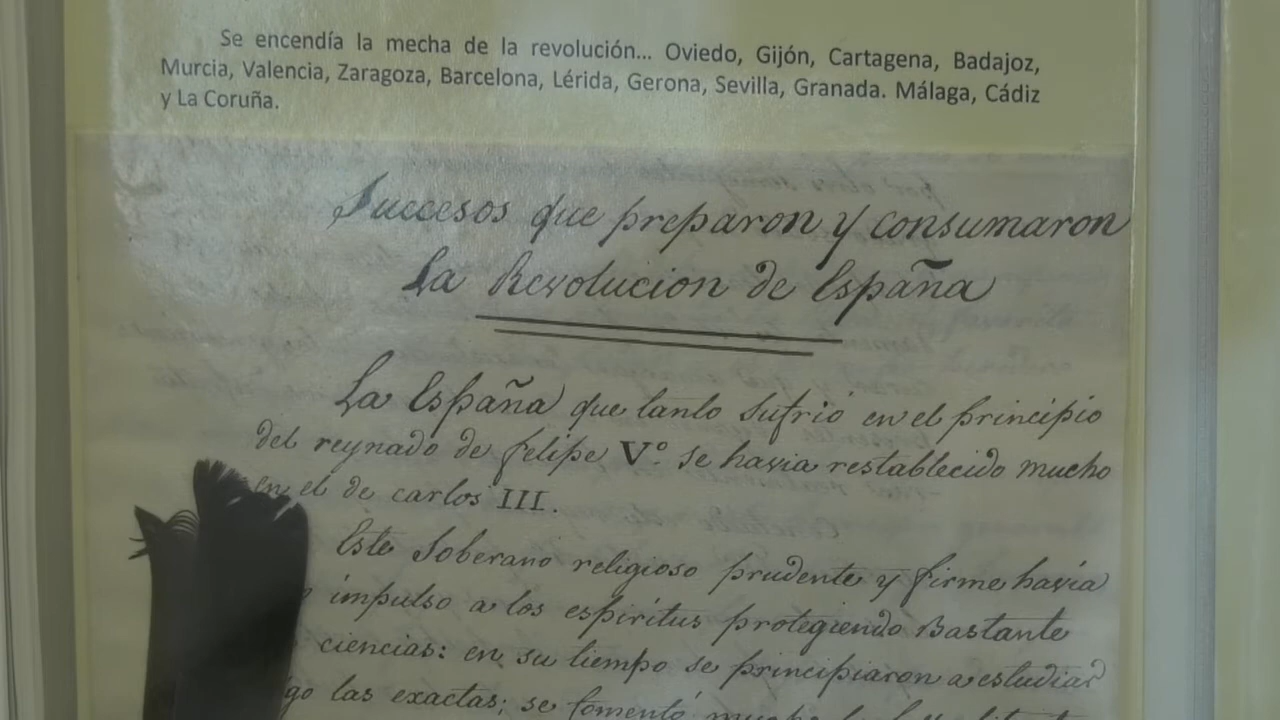 Se encendía la mecha de la revolución... Oviedo, Gijón, Cartagena, Badajoz,
Murcia, Valencia, Zaragoza, Barcelona, Lérida, Gerona, Sevilla, Granada. Málaga, Cádiz
y La Coruña.
Succesos que preparon y consumaron
La Revolucion de España
La España que tanto sufrió en el principio
del reynado de felipe V.º se havia restablecido mucho
en el de carlos III.
Este Soberano religioso prudente y firme havia
impulso a los espiritus protegiendo Bastante
ciencias: en su tiempo se principiaron a estudiar
las exactas; se fomentó mucho